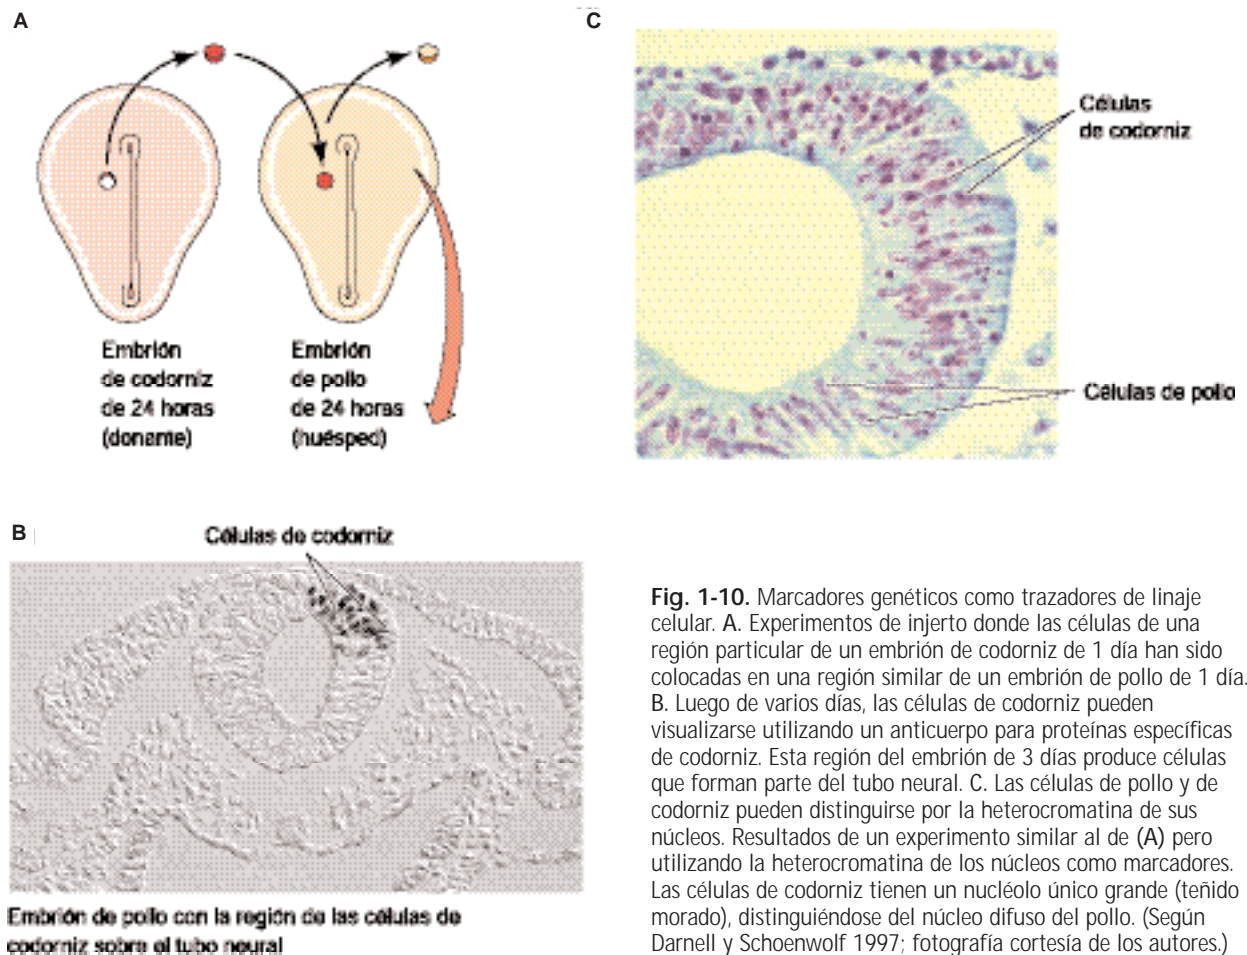 A
Embrión
de codorniz
de 24 horas
(donante)
Embrión
de pollo
de 24 horas
(huésped)
C
Células
de codorniz
Células de pollo
B
Células de codorniz
Embrión de pollo con la región de las células de
codorniz sobre el tubo neural
Fig. 1-10. Marcadores genéticos como trazadores de linaje
celular. A. Experimentos de injerto donde las células de una
región particular de un embrión de codorniz de 1 día han sido
colocadas en una región similar de un embrión de pollo de 1 día.
B. Luego de varios días, las células de codorniz pueden
visualizarse utilizando un anticuerpo para proteínas específicas
de codorniz. Esta región del embrión de 3 días produce células
que forman parte del tubo neural. C. Las células de pollo y de
codorniz pueden distinguirse por la heterocromatina de sus
núcleos. Resultados de un experimento similar al de (A) pero
utilizando la heterocromatina de los núcleos como marcadores.
Las células de codorniz tienen un nucléolo único grande (teñido
morado), distinguiéndose del núcleo difuso del pollo. (Según
Darnell y Schoenwolf 1997; fotografía cortesía de los autores.)